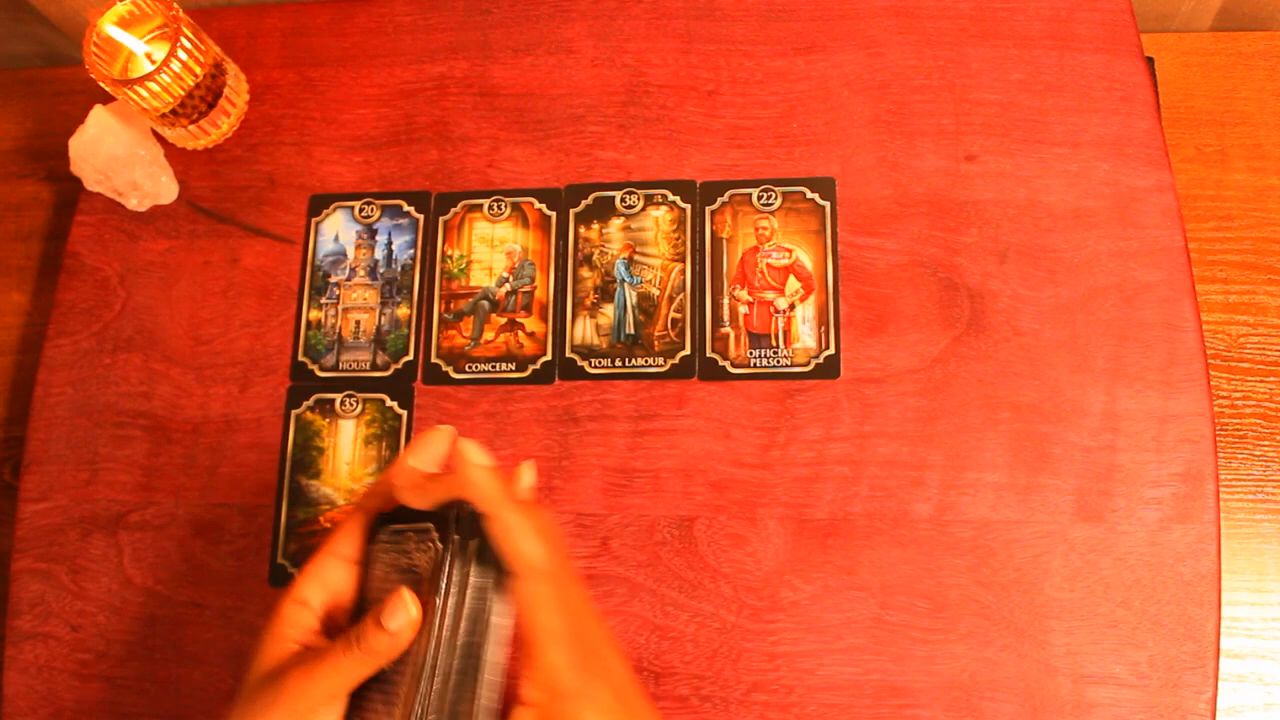 20
HOUSE
33
CONCERN
38
TOIL & LABOUR
22
OFFICIAL
PERSON
35